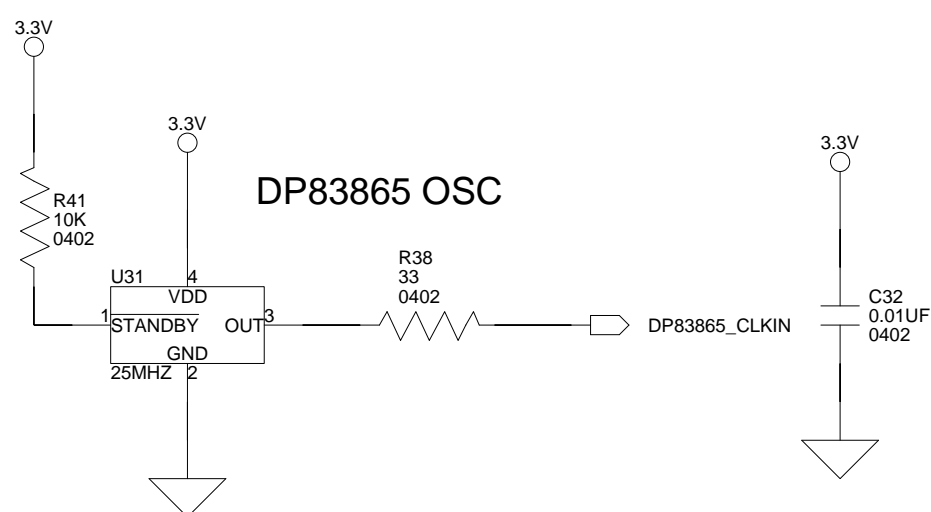 3.3V
3.3V
3.3V
DP83865 OSC
R41
10K
0402
R38
33
0402
U31
4
VDD
1
STANDBY
OUT
3
GND
25MHZ
2
DP83865_CLKIN
C32
0.01UF
0402